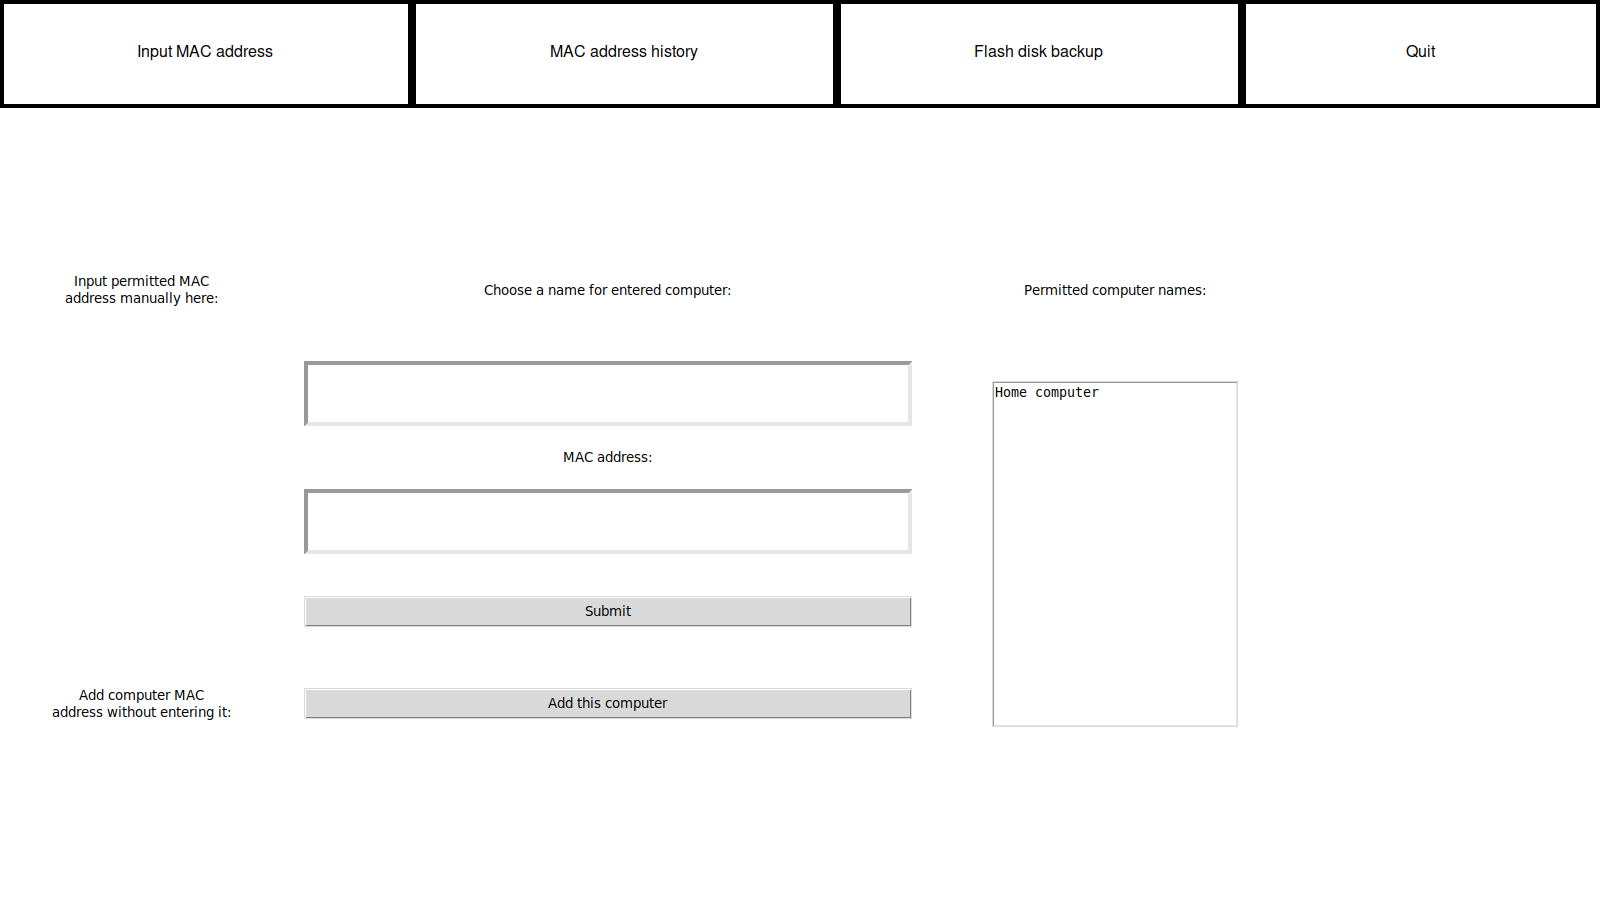 Input MAC address
MAC address history
Flash disk backup
Quit
Input permitted MAC
address manually here:
Choose a name for entered computer:
Permitted computer names:
Home computer
MAC address:
Submit
Add computer MAC
address without entering it:
Add this computer